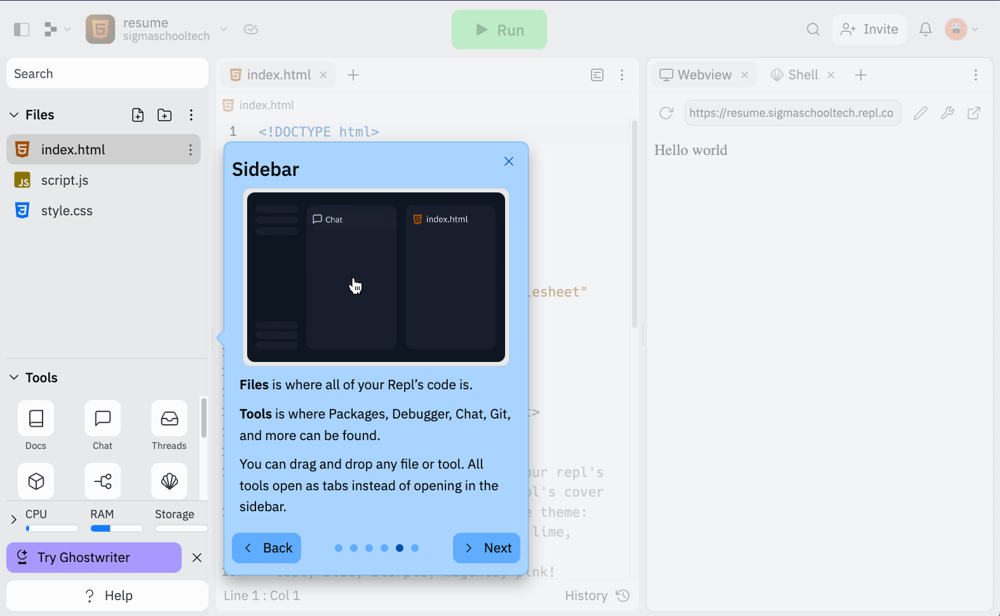 resume
sigmaschooltech
Run
Invite
Search
Files
index.html
script.js
style.css
Tools
Docs
Chat
Threads
CPU
RAM
Storage
Try Ghostwriter
? Help
index.html
index.html
1 <!DOCTYPE html>
Sidebar
Chat
index.html
Files is where all of your Repl’s code is.
Tools is where Packages, Debugger, Chat, Git,
and more can be found.
You can drag and drop any file or tool. All
tools open as tabs instead of opening in the
sidebar.
Back
Next
lesheet"
t>
our repl's
ol's cover
theme:
lime,
pink!
Line 1 : Col 1
History
Webview
Shell
https://resume.sigmaschooltech.repl.co
Hello world